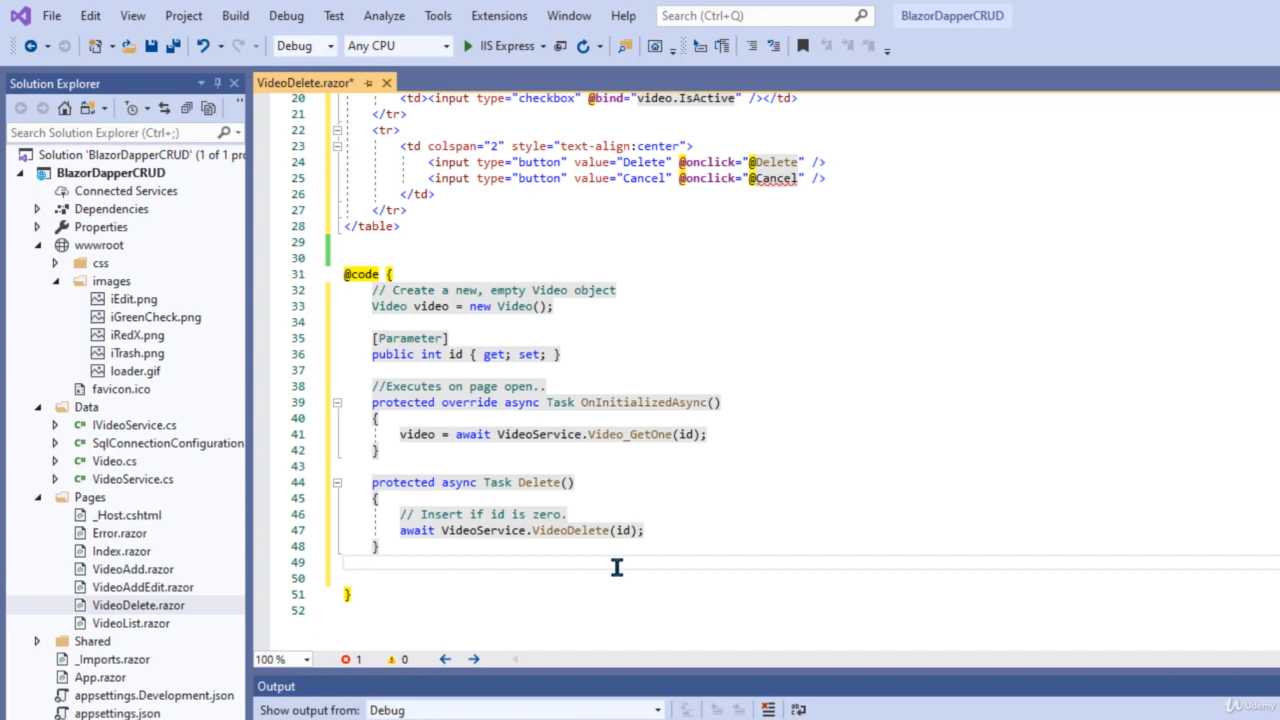 File Edit View Project Build Debug Test Analyze Tools Extensions Window Help Search (Ctrl+Q) BlazorDapperCRUD
Debug Any CPU IIS Express
Solution Explorer
Search Solution Explorer (Ctrl+;)
Solution 'BlazorDapperCRUD' (1 of 1 pro
BlazorDapperCRUD
Connected Services
Dependencies
Properties
wwwroot
css
images
iEdit.png
iGreenCheck.png
iRedX.png
iTrash.png
loader.gif
favicon.ico
Data
IVideoService.cs
SqlConnectionConfiguration
Video.cs
VideoService.cs
Pages
_Host.cshtml
Error.razor
Index.razor
VideoAdd.razor
VideoAddEdit.razor
VideoDelete.razor
VideoList.razor
Shared
_Imports.razor
App.razor
appsettings.Development.json
appsettings.json
VideoDelete.razor*
20 <td><input type="checkbox" @bind="video.IsActive" /></td>
21 </tr>
22 <tr>
23 <td colspan="2" style="text-align:center">
24 <input type="button" value="Delete" @onclick="@Delete" />
25 <input type="button" value="Cancel" @onclick="@Cancel" />
26 </td>
27 </tr>
28 </table>
29
30
31 @code {
32 // Create a new, empty Video object
33 Video video = new Video();
34
35 [Parameter]
36 public int id { get; set; }
37
38 //Executes on page open..
39 protected override async Task OnInitializedAsync()
40 {
41 video = await VideoService.Video_GetOne(id);
42 }
43
44 protected async Task Delete()
45 {
46 // Insert if id is zero.
47 await VideoService.VideoDelete(id);
48 }
49
50
51 }
52
100 % 1 0
Output
Show output from: Debug
Udemy